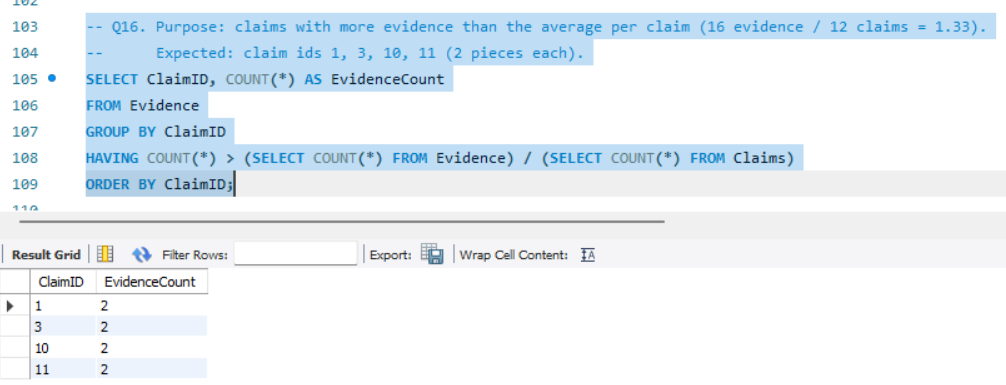 102
103 -- Q16. Purpose: claims with more evidence than the average per claim (16 evidence / 12 claims = 1.33).
104 --       Expected: claim ids 1, 3, 10, 11 (2 pieces each).
105 SELECT ClaimID, COUNT(*) AS EvidenceCount
106 FROM Evidence
107 GROUP BY ClaimID
108 HAVING COUNT(*) > (SELECT COUNT(*) FROM Evidence) / (SELECT COUNT(*) FROM Claims)
109 ORDER BY ClaimID;
110
Result Grid Filter Rows: Export: Wrap Cell Content: IA
ClaimID EvidenceCount
1 2
3 2
10 2
11 2